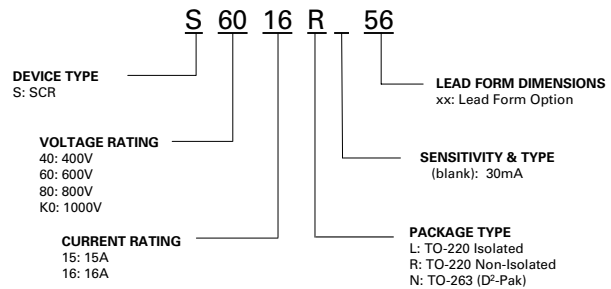 S 60 16 R _ 56
DEVICE TYPE
S: SCR
VOLTAGE RATING
40: 400V
60: 600V
80: 800V
K0: 1000V
CURRENT RATING
15: 15A
16: 16A
LEAD FORM DIMENSIONS
xx: Lead Form Option
SENSITIVITY & TYPE
(blank): 30mA
PACKAGE TYPE
L: TO-220 Isolated
R: TO-220 Non-Isolated
N: TO-263 (D²-Pak)